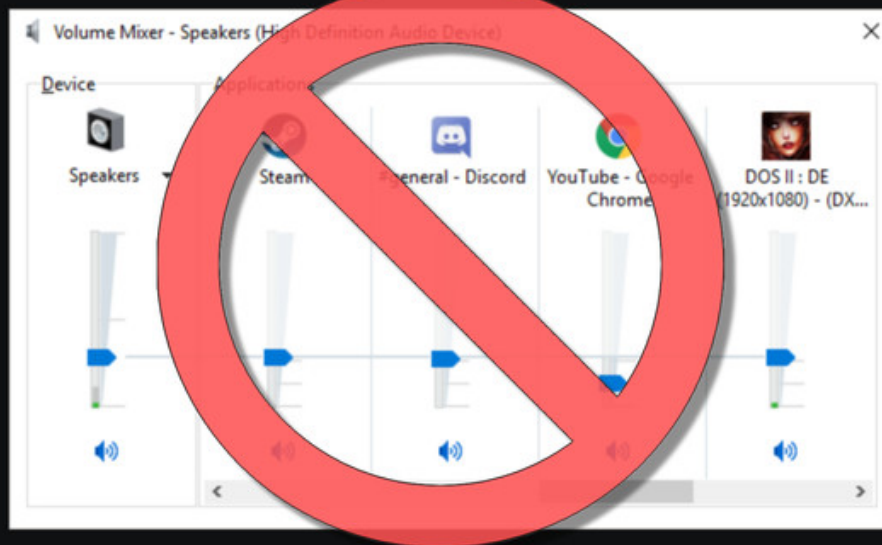 Volume Mixer - Speakers (High Definition Audio Device)
Device
Applications
Speakers
Steam
#general - Discord
YouTube - Google
Chrome
DOS II : DE
(1920x1080) - (DX...